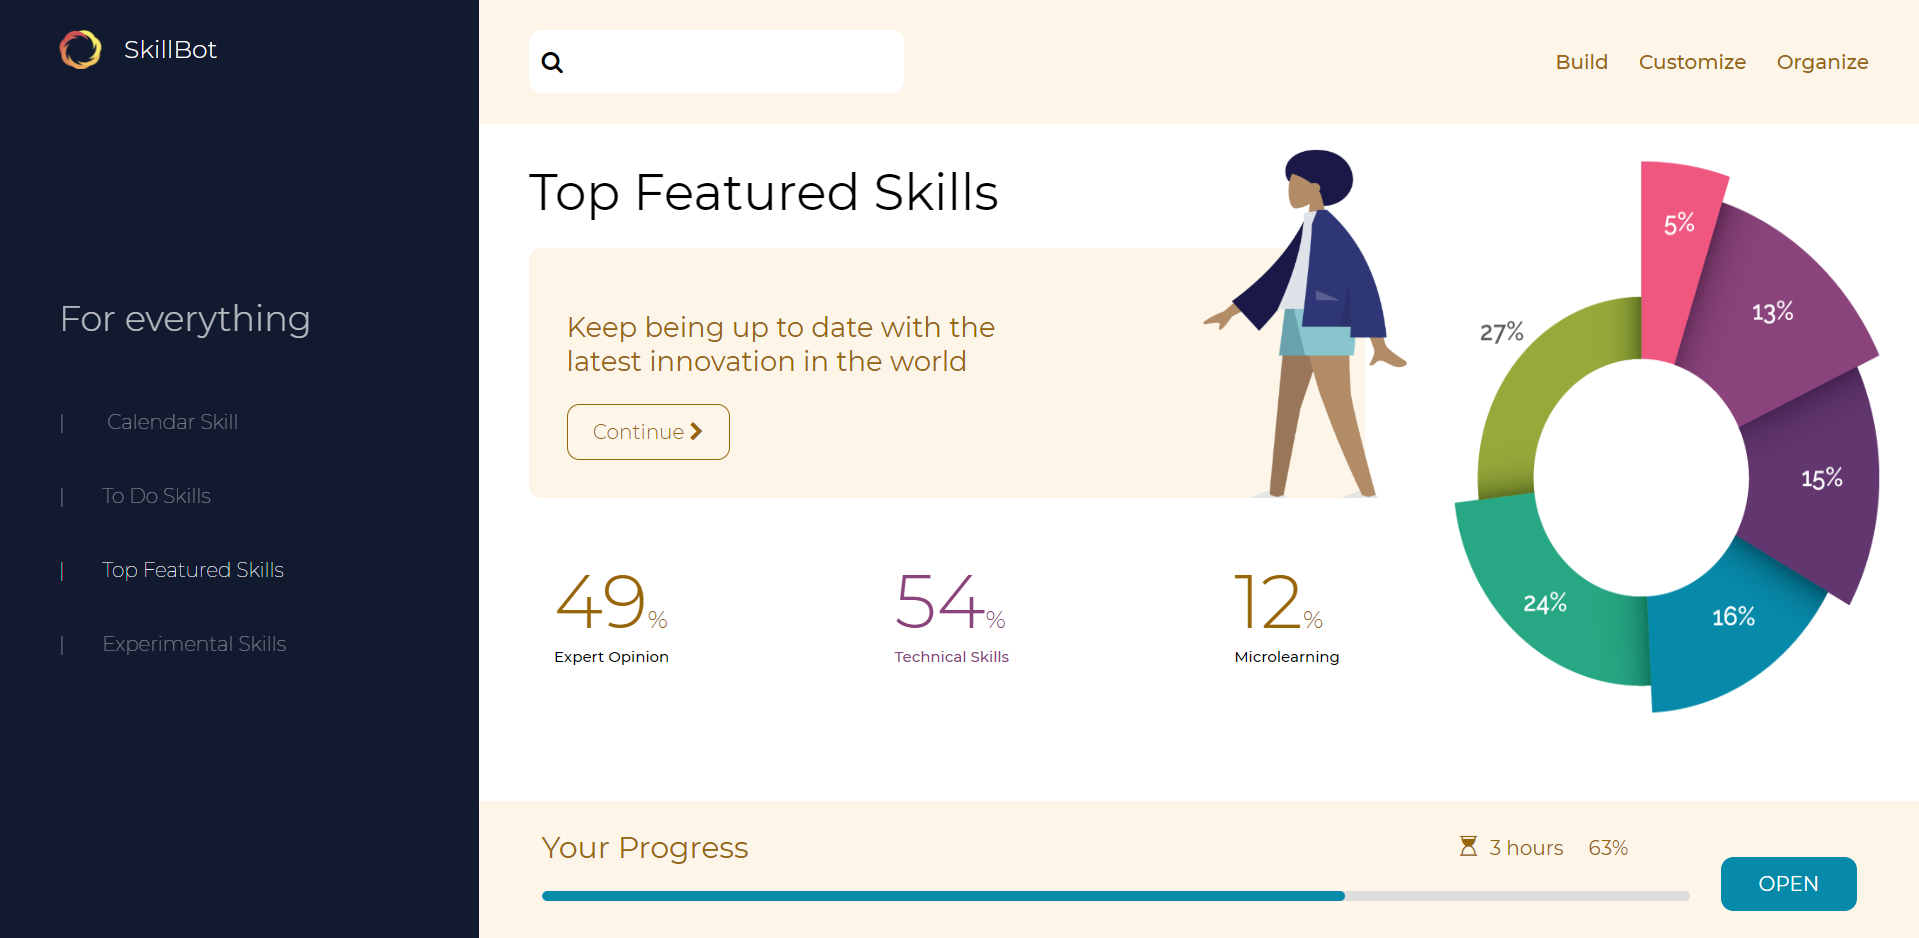 SkillBot
For everything
| Calendar Skill
| To Do Skills
| Top Featured Skills
| Experimental Skills
Build Customize Organize
Top Featured Skills
Keep being up to date with the
latest innovation in the world
Continue
49%
Expert Opinion
54%
Technical Skills
12%
Microlearning
5%
13%
15%
16%
24%
27%
Your Progress
3 hours 63%
OPEN